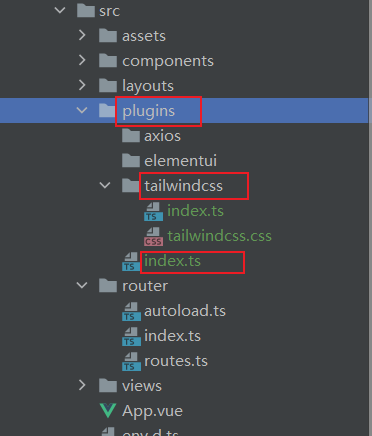 src
assets
components
layouts
plugins
axios
elementui
tailwindcss
TS index.ts
CSS tailwindcss.css
TS index.ts
router
TS autoload.ts
TS index.ts
TS routes.ts
views
App.vue
env.d.ts